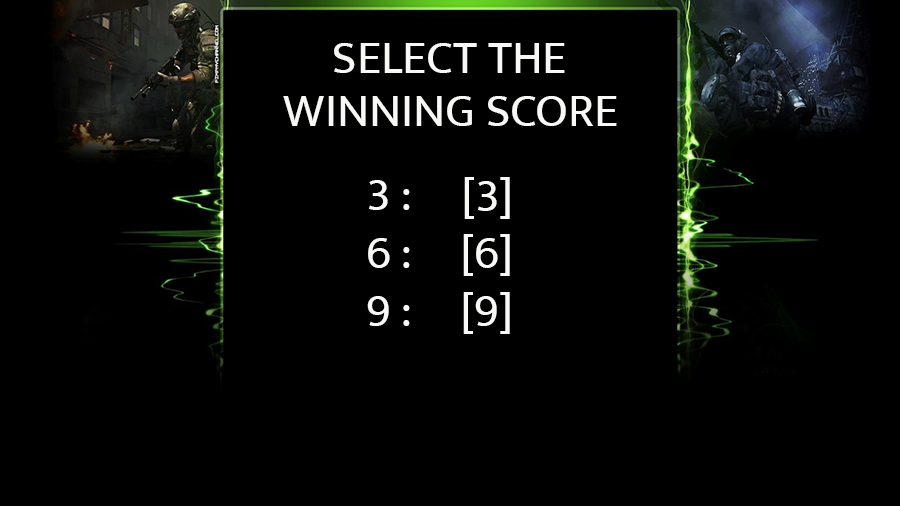 SELECT THE
WINNING SCORE
3 : [3]
6 : [6]
9 : [9]